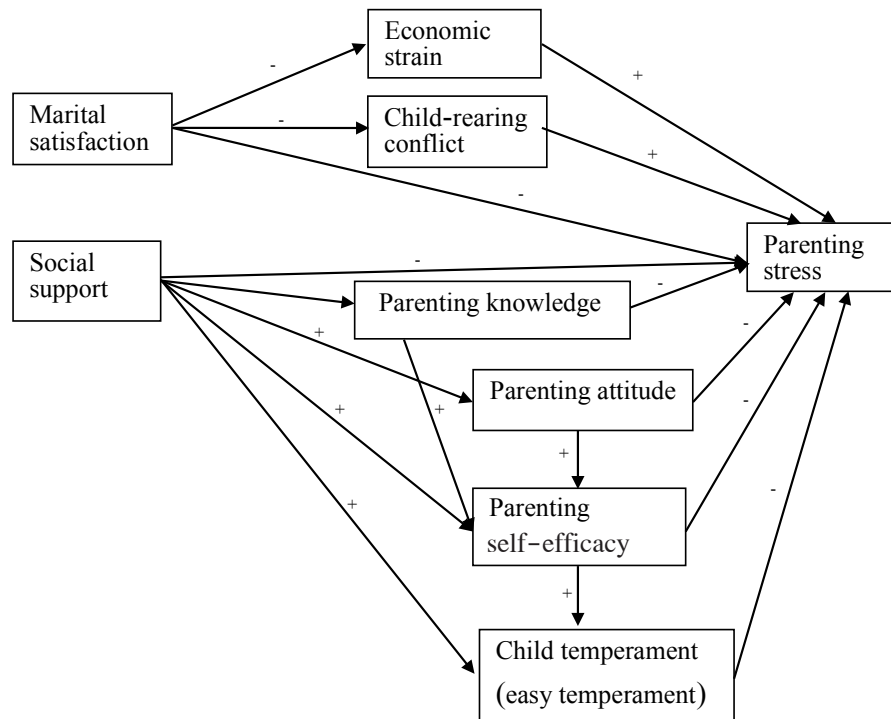 Economic
strain
-
+
Marital
satisfaction
-
Child-rearing
conflict
+
-
Social
support
-
Parenting
stress
Parenting knowledge
-
+
-
Parenting attitude
+
+
-
+
Parenting
self-efficacy
-
+
+
Child temperament
(easy temperament)